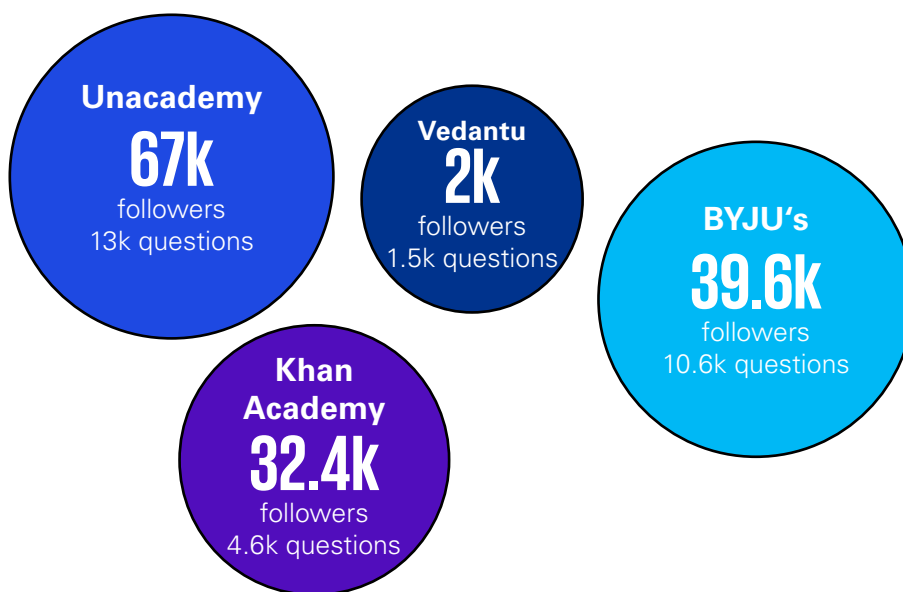 Unacademy
67k
followers
13k questions
Vedantu
2k
followers
1.5k questions
BYJU‘s
39.6k
followers
10.6k questions
Khan
Academy
32.4k
followers
4.6k questions